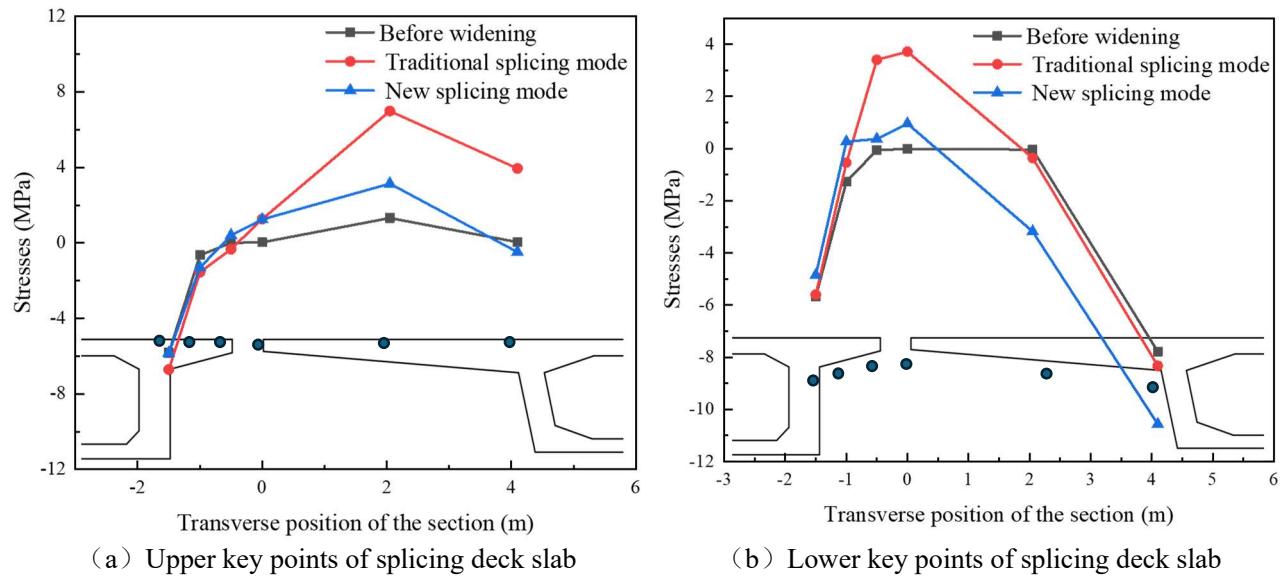 12
8
4
0
-4
-8
-12
Stresses (MPa)
Before widening
Traditional splicing mode
New splicing mode
-2
0
2
4
6
Transverse position of the section (m)
（a）Upper key points of splicing deck slab
4
2
0
-2
-4
-6
-8
-10
-12
Stresses (MPa)
Before widening
Traditional splicing mode
New splicing mode
-3
-2
-1
0
1
2
3
4
5
6
Transverse position of the section (m)
（b）Lower key points of splicing deck slab